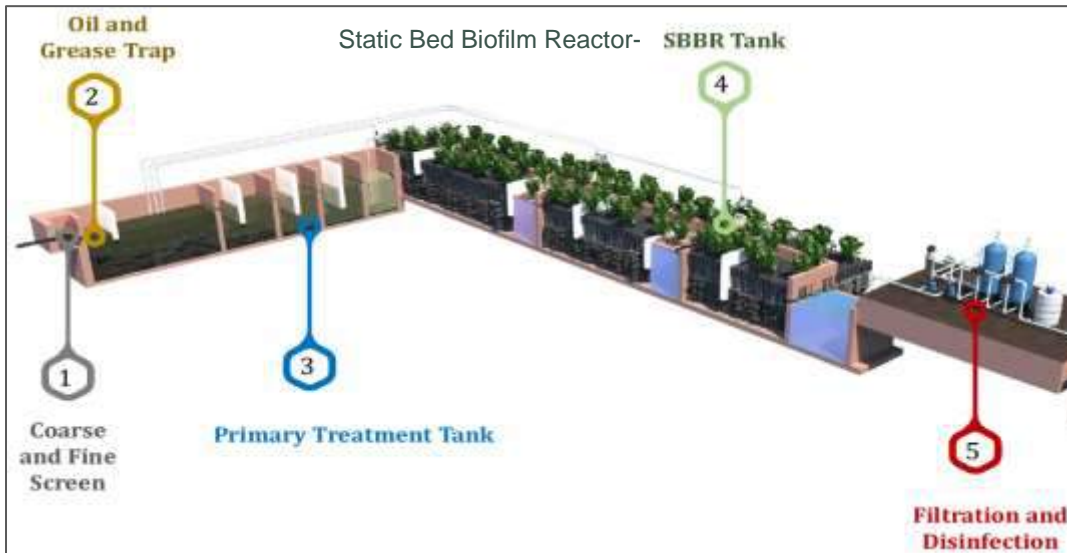 Oil and
Grease Trap
2
Static Bed Biofilm Reactor- SBBR Tank
4
1
Coarse
and Fine
Screen
3
Primary Treatment Tank
5
Filtration and
Disinfection